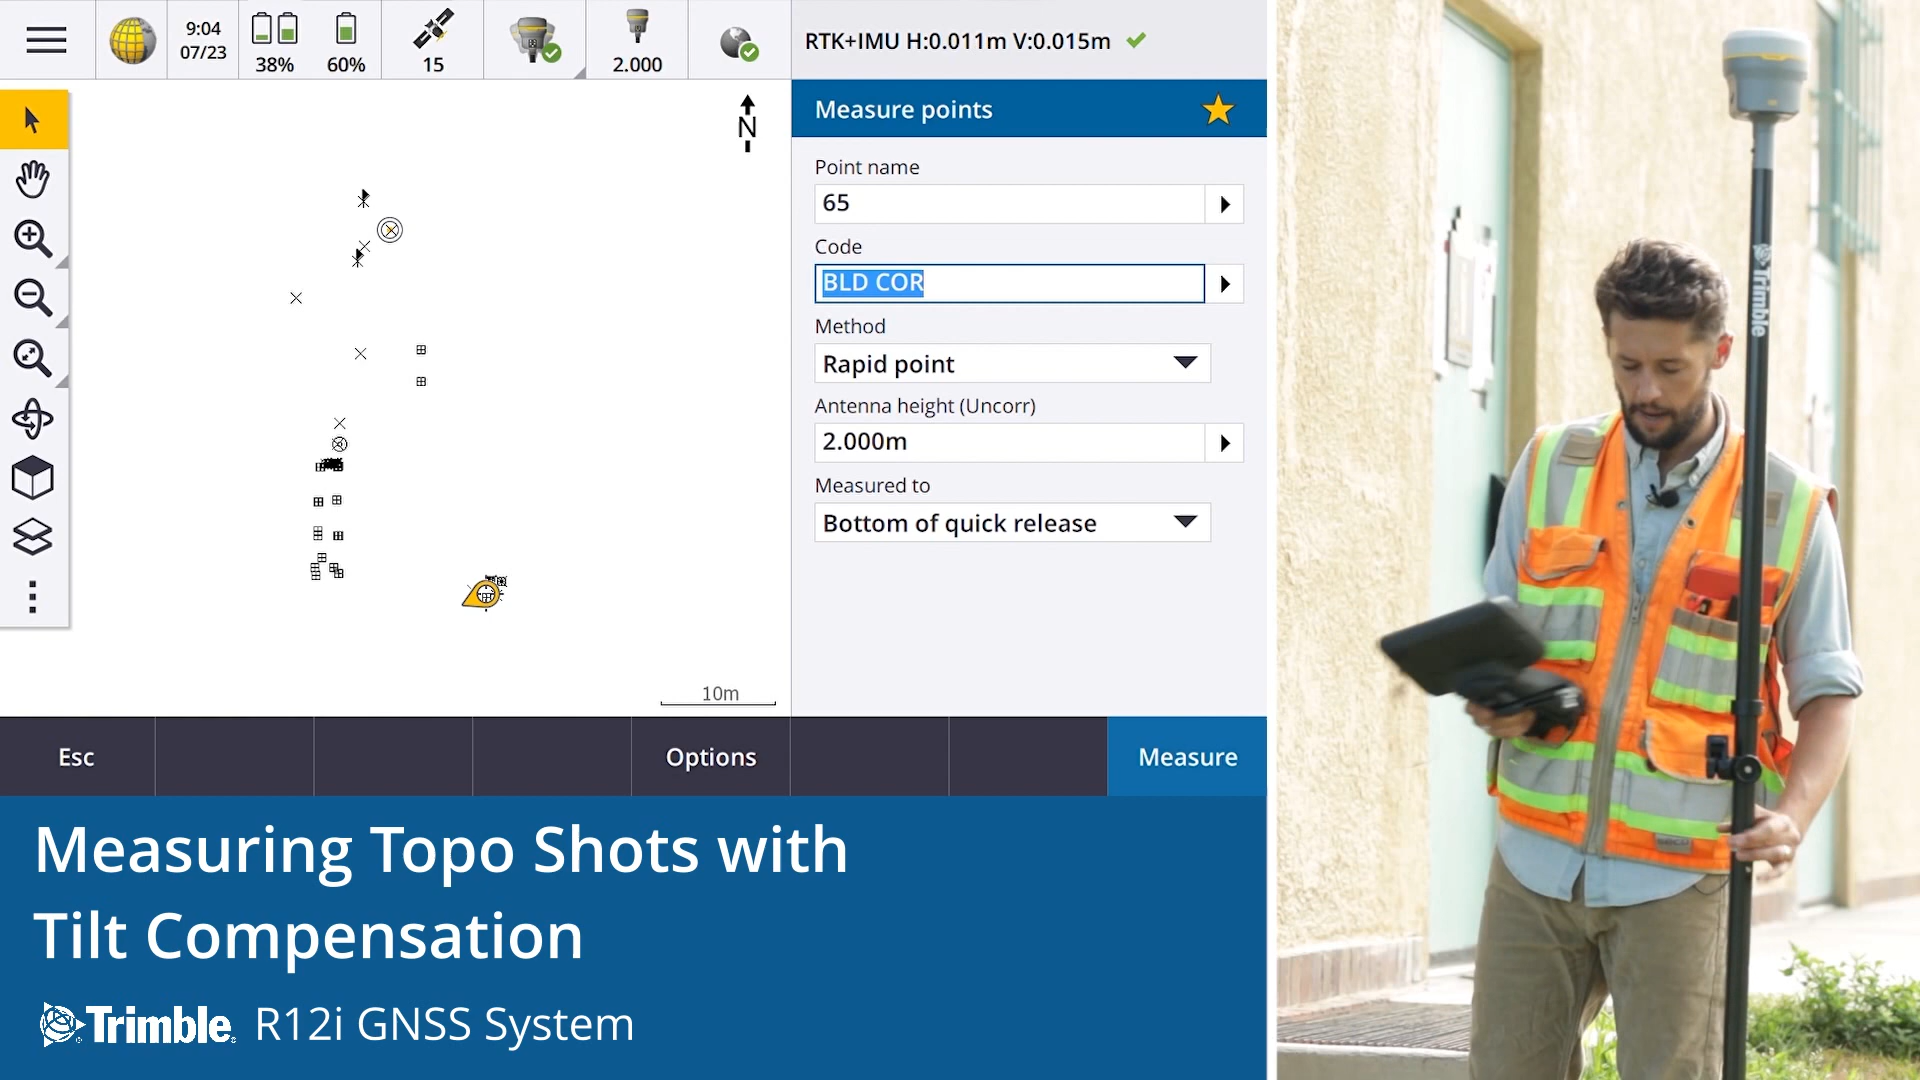 9:04
07/23
38%
60%
15
2.000
RTK+IMU H:0.011m V:0.015m
N
Measure points
Point name
65
Code
BLD COR
Method
Rapid point
Antenna height (Uncorr)
2.000m
Measured to
Bottom of quick release
10m
Esc
Options
Measure
Measuring Topo Shots with
Tilt Compensation
Trimble. R12i GNSS System
Trimble